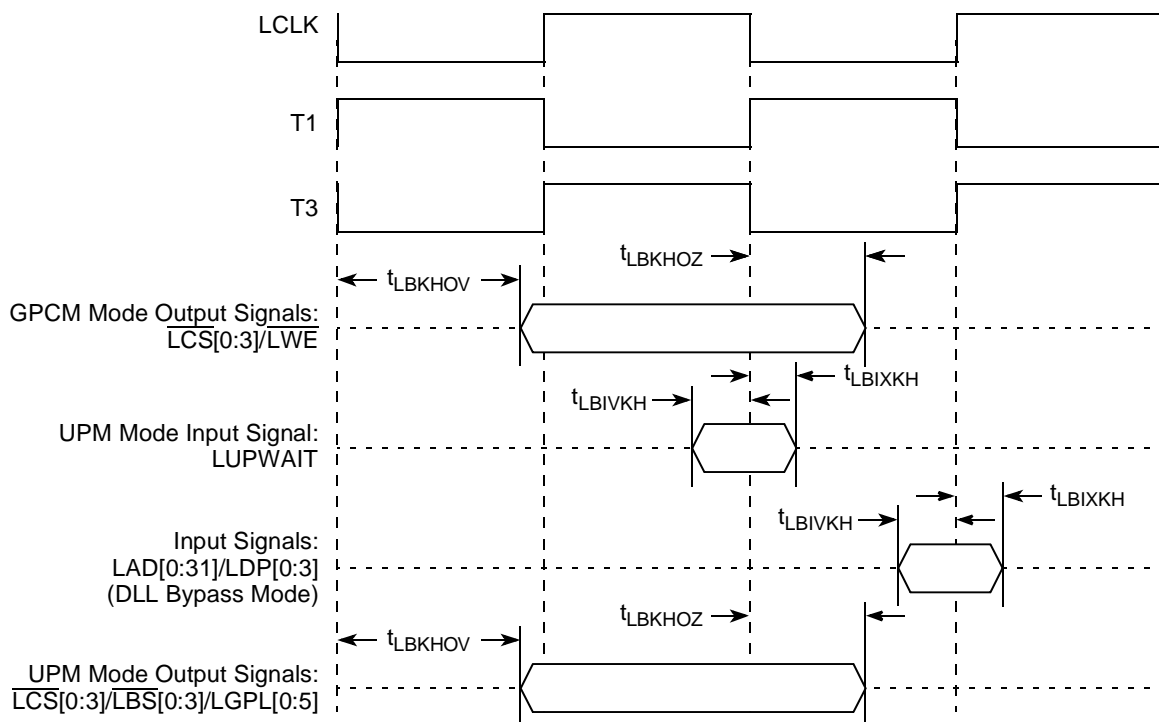 LCLK
T1
T3
tLBKHOZ
tLBKHOV
GPCM Mode Output Signals:
LCS[0:3]/LWE
tLBIXKH
tLBIVKH
UPM Mode Input Signal:
LUPWAIT
tLBIXKH
tLBIVKH
Input Signals:
LAD[0:31]/LDP[0:3]
(DLL Bypass Mode)
tLBKHOZ
tLBKHOV
UPM Mode Output Signals:
LCS[0:3]/LBS[0:3]/LGPL[0:5]